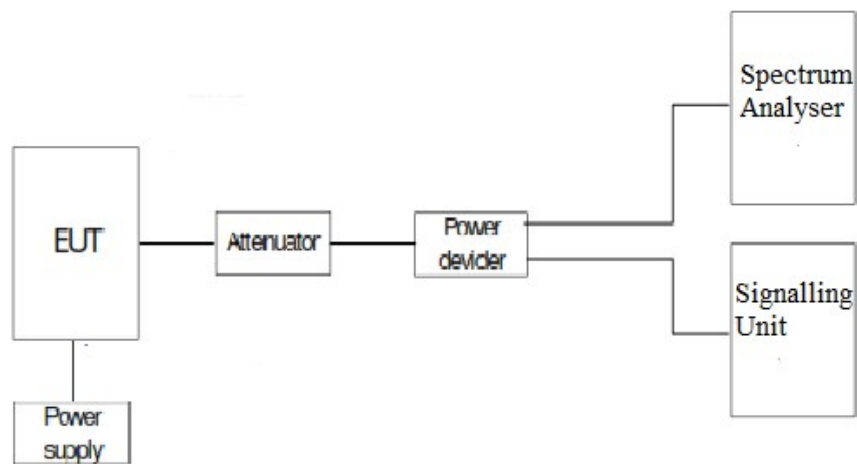 Spectrum
Analyser
EUT
Attenuator
Power
devider
Signalling
Unit
Power
supply